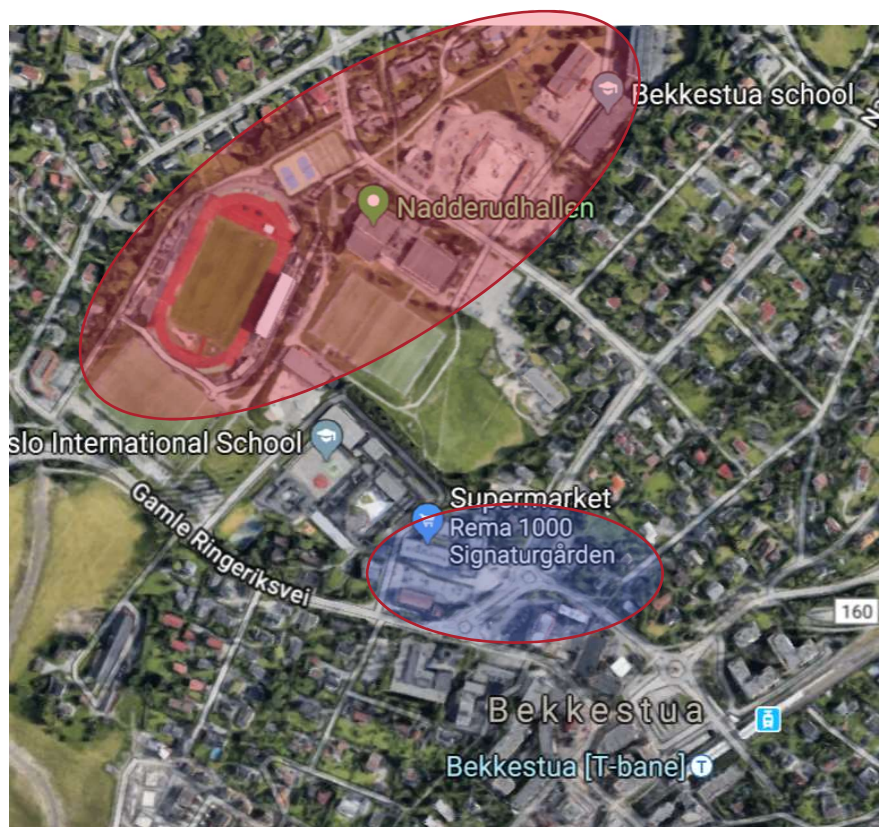 Bekkestua school
Nadderudhallen
slo International School
Supermarket
Rema 1000
Signaturgården
Gamle Ringeriksvei
160
Bekkestua
Bekkestua [T-bane]
T